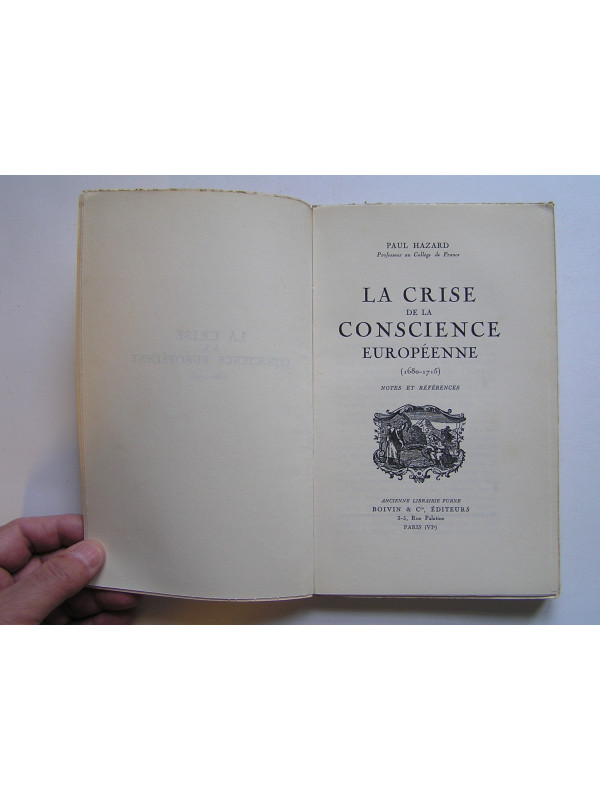 PAUL HAZARD
Professeur au Collège de France
LA CRISE
DE LA
CONSCIENCE
EUROPÉENNE
(1680-1715)
NOTES ET RÉFÉRENCES
ANCIENNE LIBRAIRIE FURNE
BOIVIN & Cie, ÉDITEURS
3-5, Rue Palatine
PARIS (VIe)